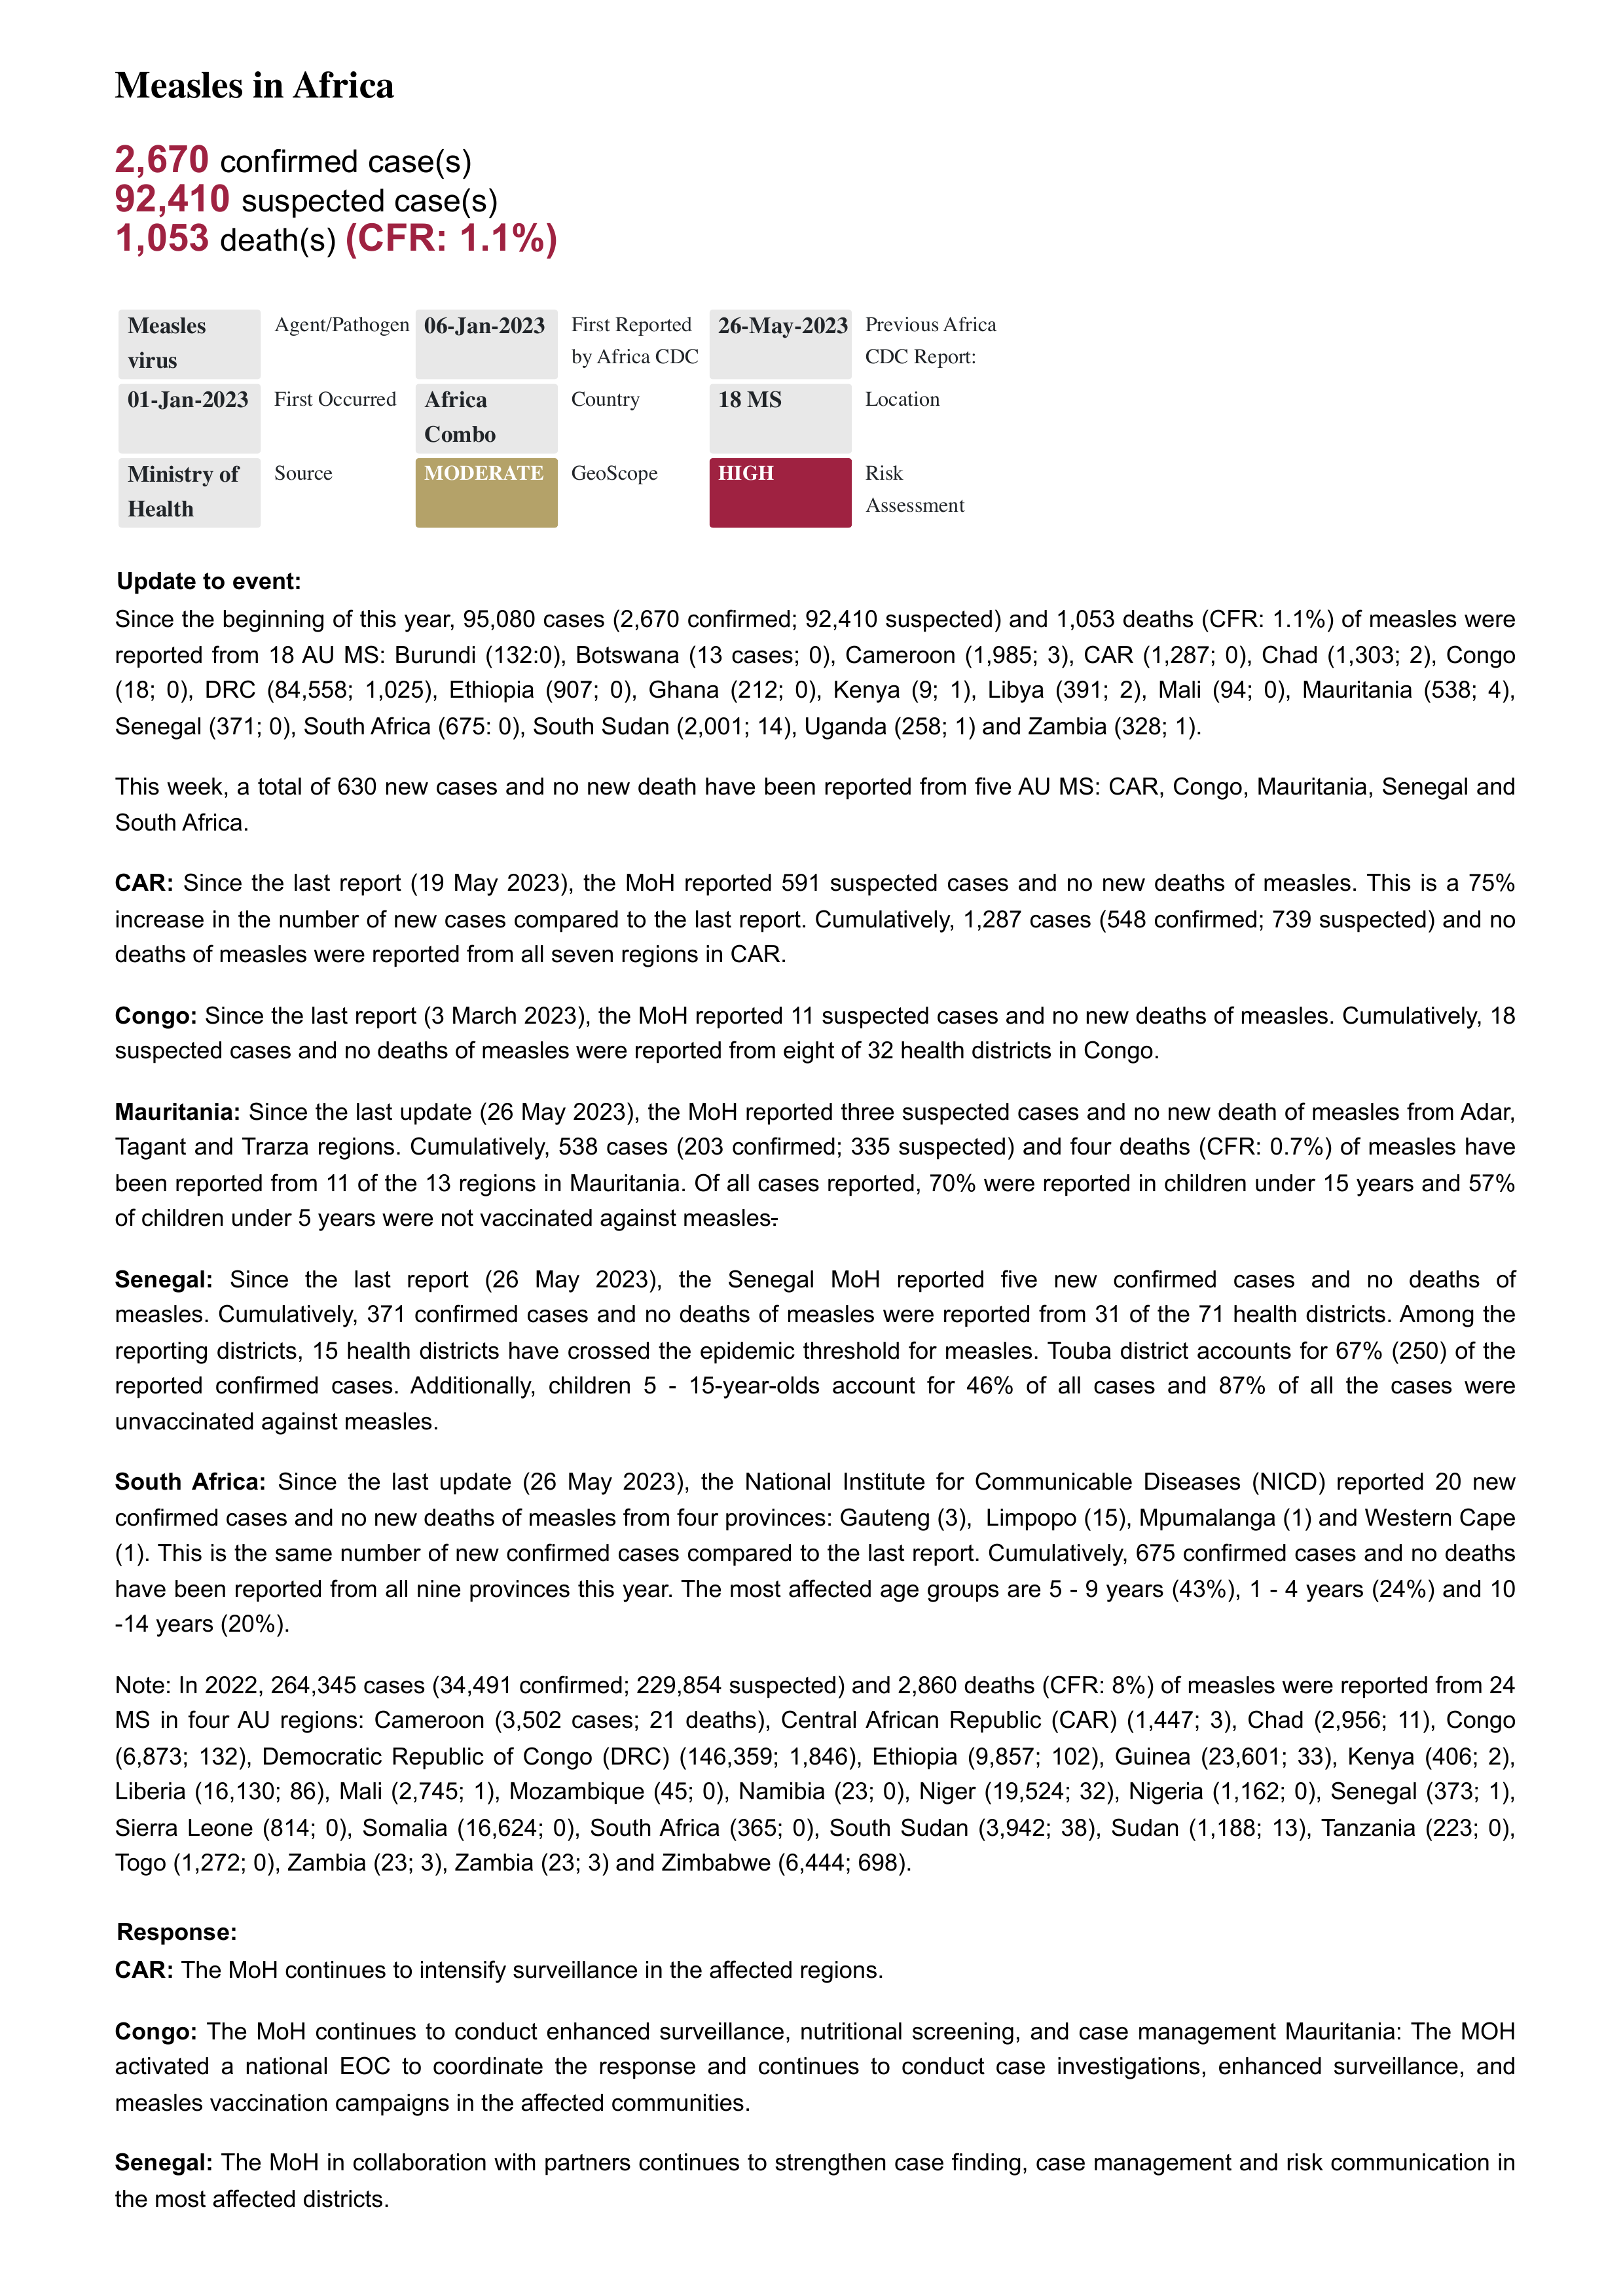 Measles in Africa
2,670 confirmed case(s)
92,410 suspected case(s)
1,053 death(s) (CFR: 1.1%)
Measles virus Agent/Pathogen 06-Jan-2023 First Reported by Africa CDC 26-May-2023 Previous Africa CDC Report:
01-Jan-2023 First Occurred Africa Combo Country 18 MS Location
Ministry of Health Source MODERATE GeoScope HIGH Risk Assessment
Update to event:
Since the beginning of this year, 95,080 cases (2,670 confirmed; 92,410 suspected) and 1,053 deaths (CFR: 1.1%) of measles were
reported from 18 AU MS: Burundi (132:0), Botswana (13 cases; 0), Cameroon (1,985; 3), CAR (1,287; 0), Chad (1,303; 2), Congo
(18; 0), DRC (84,558; 1,025), Ethiopia (907; 0), Ghana (212; 0), Kenya (9; 1), Libya (391; 2), Mali (94; 0), Mauritania (538; 4),
Senegal (371; 0), South Africa (675: 0), South Sudan (2,001; 14), Uganda (258; 1) and Zambia (328; 1).
This week, a total of 630 new cases and no new death have been reported from five AU MS: CAR, Congo, Mauritania, Senegal and
South Africa.
CAR: Since the last report (19 May 2023), the MoH reported 591 suspected cases and no new deaths of measles. This is a 75%
increase in the number of new cases compared to the last report. Cumulatively, 1,287 cases (548 confirmed; 739 suspected) and no
deaths of measles were reported from all seven regions in CAR.
Congo: Since the last report (3 March 2023), the MoH reported 11 suspected cases and no new deaths of measles. Cumulatively, 18
suspected cases and no deaths of measles were reported from eight of 32 health districts in Congo.
Mauritania: Since the last update (26 May 2023), the MoH reported three suspected cases and no new death of measles from Adar,
Tagant and Trarza regions. Cumulatively, 538 cases (203 confirmed; 335 suspected) and four deaths (CFR: 0.7%) of measles have
been reported from 11 of the 13 regions in Mauritania. Of all cases reported, 70% were reported in children under 15 years and 57%
of children under 5 years were not vaccinated against measles.
Senegal: Since the last report (26 May 2023), the Senegal MoH reported five new confirmed cases and no deaths of
measles. Cumulatively, 371 confirmed cases and no deaths of measles were reported from 31 of the 71 health districts. Among the
reporting districts, 15 health districts have crossed the epidemic threshold for measles. Touba district accounts for 67% (250) of the
reported confirmed cases. Additionally, children 5 - 15-year-olds account for 46% of all cases and 87% of all the cases were
unvaccinated against measles.
South Africa: Since the last update (26 May 2023), the National Institute for Communicable Diseases (NICD) reported 20 new
confirmed cases and no new deaths of measles from four provinces: Gauteng (3), Limpopo (15), Mpumalanga (1) and Western Cape
(1). This is the same number of new confirmed cases compared to the last report. Cumulatively, 675 confirmed cases and no deaths
have been reported from all nine provinces this year. The most affected age groups are 5 - 9 years (43%), 1 - 4 years (24%) and 10
-14 years (20%).
Note: In 2022, 264,345 cases (34,491 confirmed; 229,854 suspected) and 2,860 deaths (CFR: 8%) of measles were reported from 24
MS in four AU regions: Cameroon (3,502 cases; 21 deaths), Central African Republic (CAR) (1,447; 3), Chad (2,956; 11), Congo
(6,873; 132), Democratic Republic of Congo (DRC) (146,359; 1,846), Ethiopia (9,857; 102), Guinea (23,601; 33), Kenya (406; 2),
Liberia (16,130; 86), Mali (2,745; 1), Mozambique (45; 0), Namibia (23; 0), Niger (19,524; 32), Nigeria (1,162; 0), Senegal (373; 1),
Sierra Leone (814; 0), Somalia (16,624; 0), South Africa (365; 0), South Sudan (3,942; 38), Sudan (1,188; 13), Tanzania (223; 0),
Togo (1,272; 0), Zambia (23; 3), Zambia (23; 3) and Zimbabwe (6,444; 698).
Response:
CAR: The MoH continues to intensify surveillance in the affected regions.
Congo: The MoH continues to conduct enhanced surveillance, nutritional screening, and case management Mauritania: The MOH
activated a national EOC to coordinate the response and continues to conduct case investigations, enhanced surveillance, and
measles vaccination campaigns in the affected communities.
Senegal: The MoH in collaboration with partners continues to strengthen case finding, case management and risk communication in
the most affected districts.